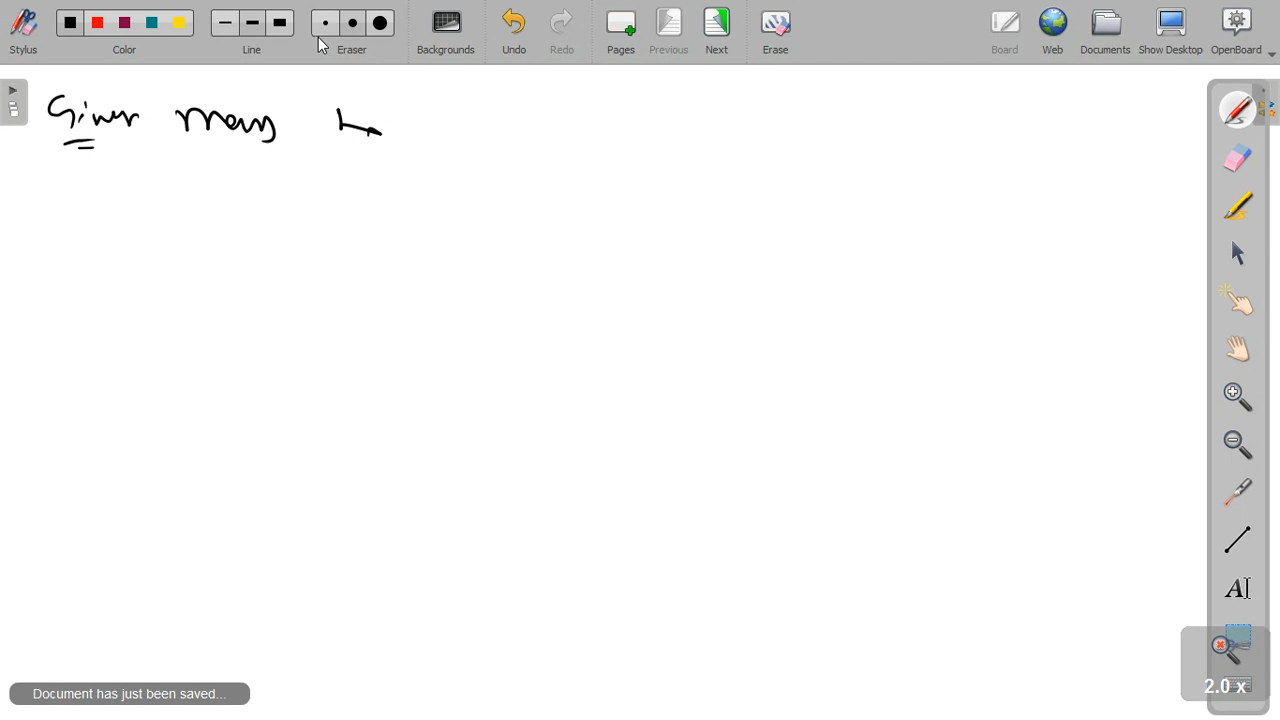 Stylus Color Line Eraser Backgrounds Undo Redo Pages Previous Next Erase Board Web Documents Show Desktop OpenBoard
Given Mary
A
2.0 x
Document has just been saved...